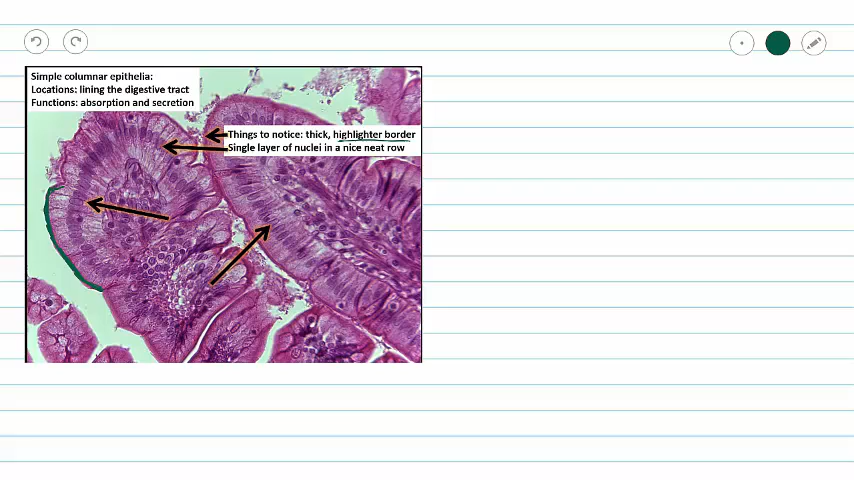 Simple columnar epithelia:
Locations: lining the digestive tract
Functions: absorption and secretion
Things to notice: thick, highlighter border
Single layer of nuclei in a nice neat row